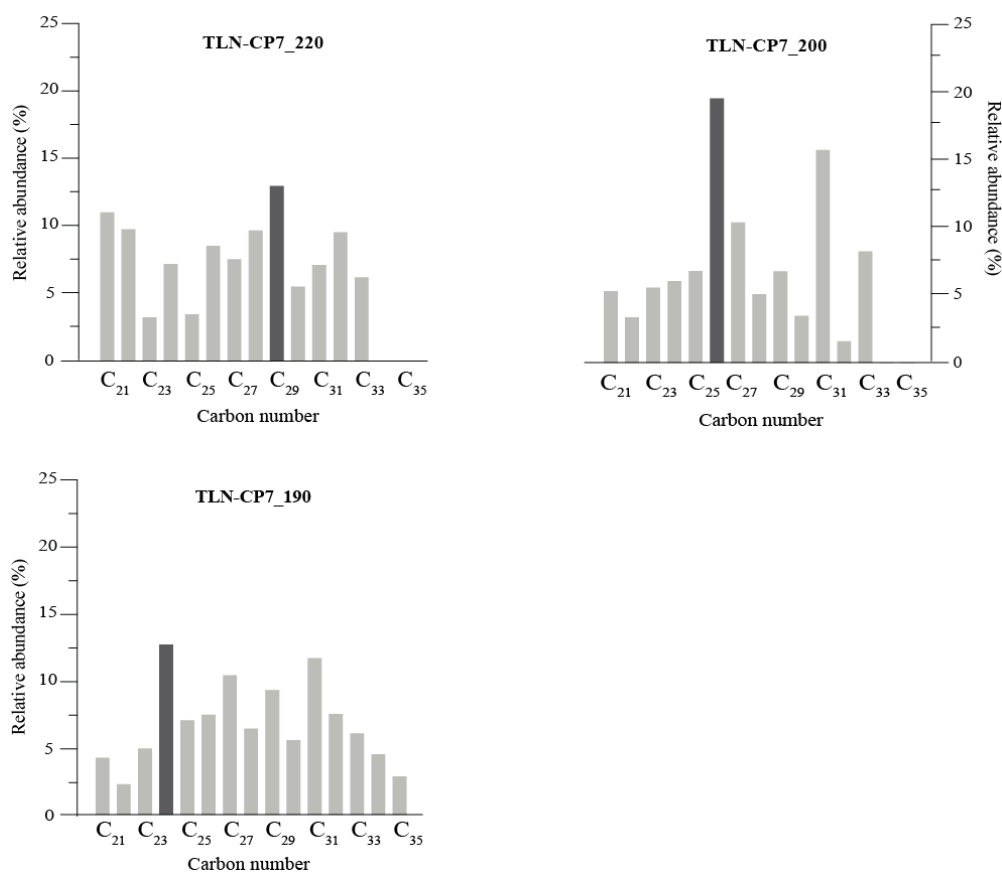 TLN-CP7_220
Relative abundance (%)
25
20
15
10
5
0
C21 C23 C25 C27 C29 C31 C33 C35
Carbon number
TLN-CP7_200
Relative abundance (%)
25
20
15
10
5
0
C21 C23 C25 C27 C29 C31 C33 C35
Carbon number
TLN-CP7_190
Relative abundance (%)
25
20
15
10
5
0
C21 C23 C25 C27 C29 C31 C33 C35
Carbon number